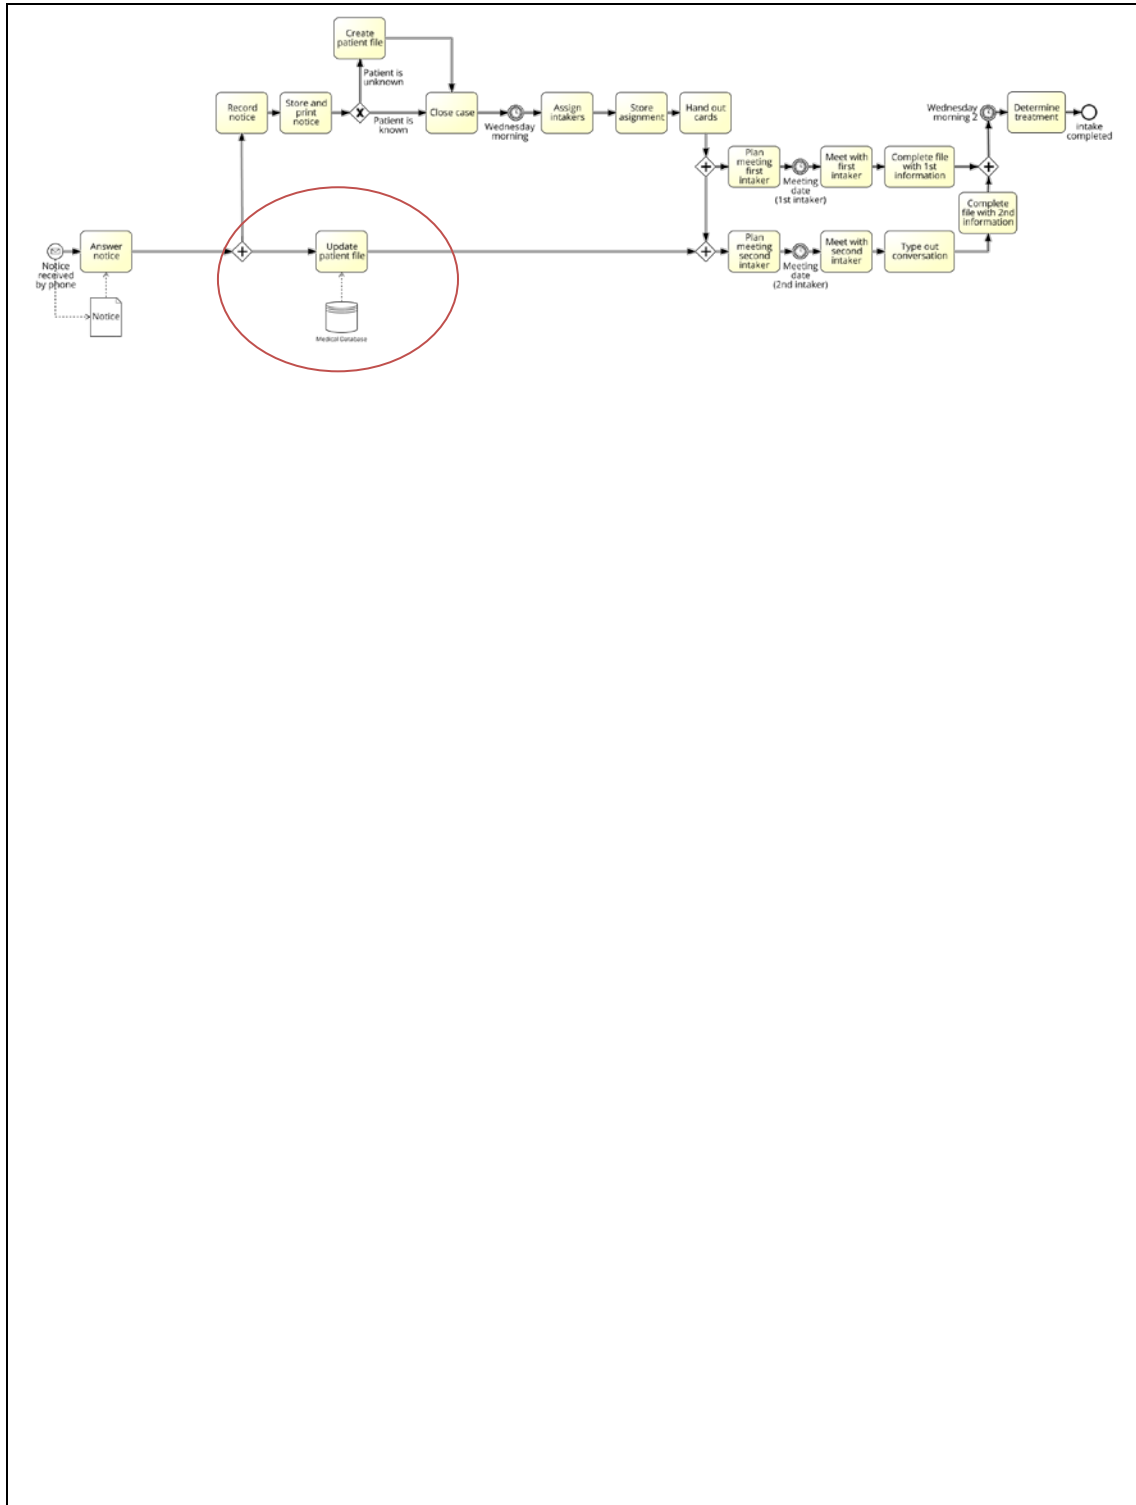 Create
patient file
Patient is
unknown
Record
notice
Store and
print
notice
X
Patient is
known
Close case
Wednesday
morning
Assign
intakers
Store
asignment
Hand out
cards
Wednesday
morning 2
Determine
treatment
intake
completed
Plan
meeting
first
intaker
Meeting
date
(1st intaker)
Meet with
first
intaker
Complete file
with 1st
information
Complete
file with 2nd
information
Notice
received
by phone
Answer
notice
Notice
Update
patient file
Medical Database
Plan
meeting
second
intaker
Meeting
date
(2nd intaker)
Meet with
second
intaker
Type out
conversation